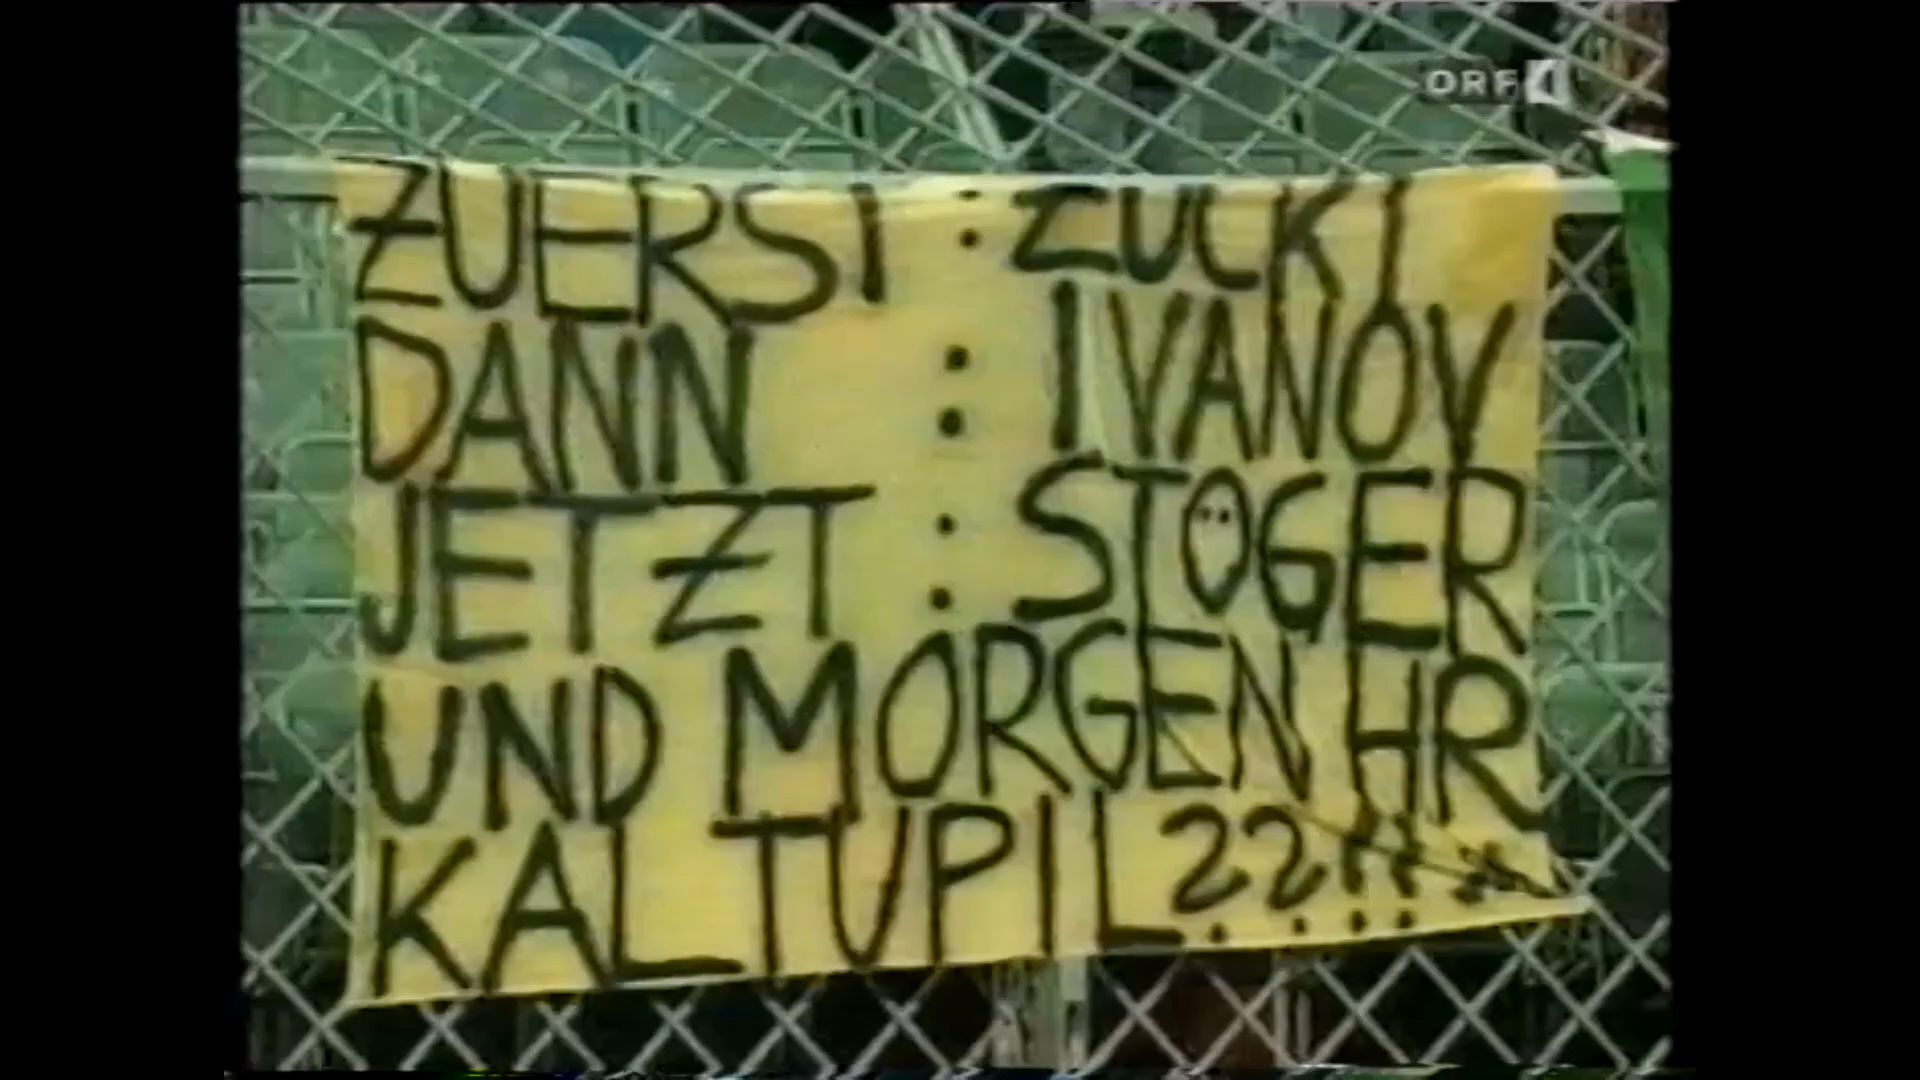 ORF 1
ZUERST : ZUCKI
DANN : IVANOV
JETZT : STÖGER
UND MORGEN HR
KALTUPIL??!!